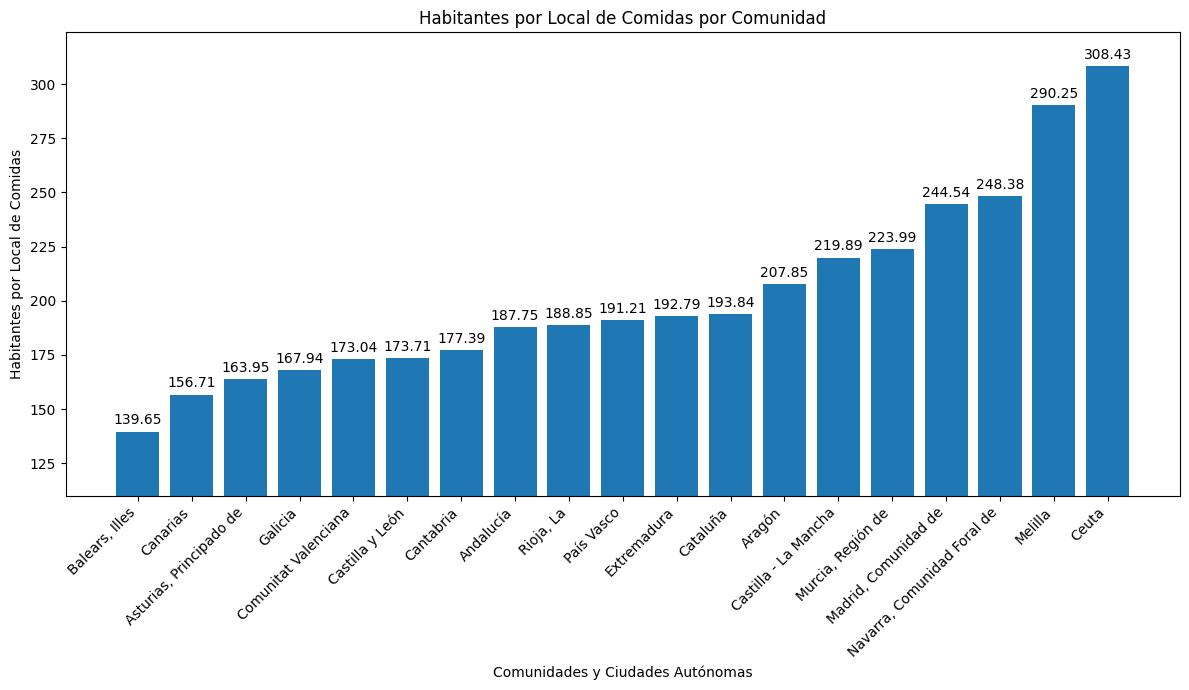 Habitantes por Local de Comidas por Comunidad
Habitantes por Local de Comidas
300
275
250
225
200
175
150
125
139.65
156.71
163.95
167.94
173.04
173.71
177.39
187.75
188.85
191.21
192.79
193.84
207.85
219.89
223.99
244.54
248.38
290.25
308.43
Balears, Illes
Canarias
Asturias, Principado de
Galicia
Comunitat Valenciana
Castilla y León
Cantabria
Andalucía
Rioja, La
País Vasco
Extremadura
Cataluña
Aragón
Castilla - La Mancha
Murcia, Región de
Madrid, Comunidad de
Navarra, Comunidad Foral de
Melilla
Ceuta
Comunidades y Ciudades Autónomas